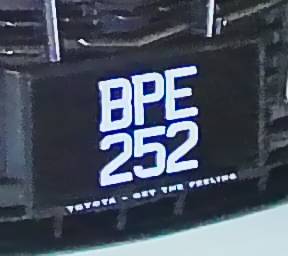 BPE
252
TOYOTA - GET THE FEELING